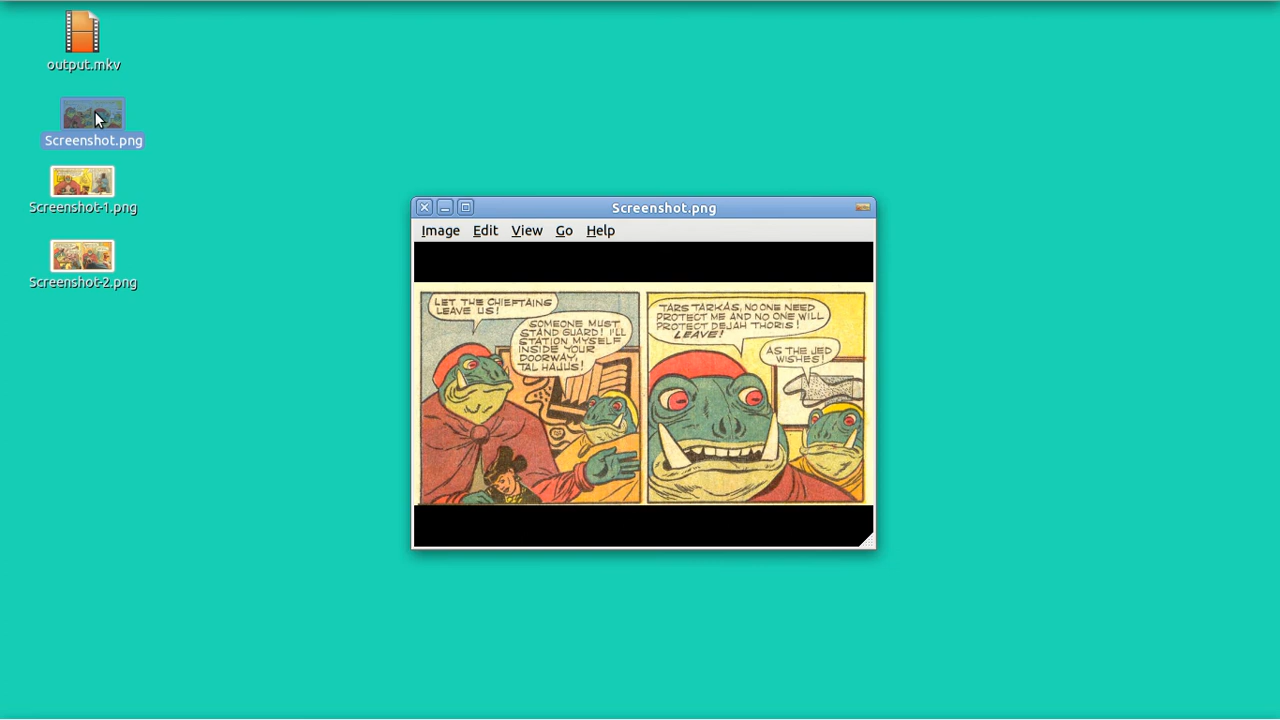 output.mkv
Screenshot.png
Screenshot-1.png
Screenshot-2.png
Screenshot.png
Image Edit View Go Help
LET THE CHIEFTAINS
LEAVE US!
SOMEONE MUST
STAND GUARD! I'LL
STATION MYSELF
INSIDE YOUR
DOORWAY,
TAL HAJUS!
TARS TARKAS, NO ONE NEED
PROTECT ME AND NO ONE WILL
PROTECT DEJAH THORIS!
LEAVE!
AS THE JED
WISHES!